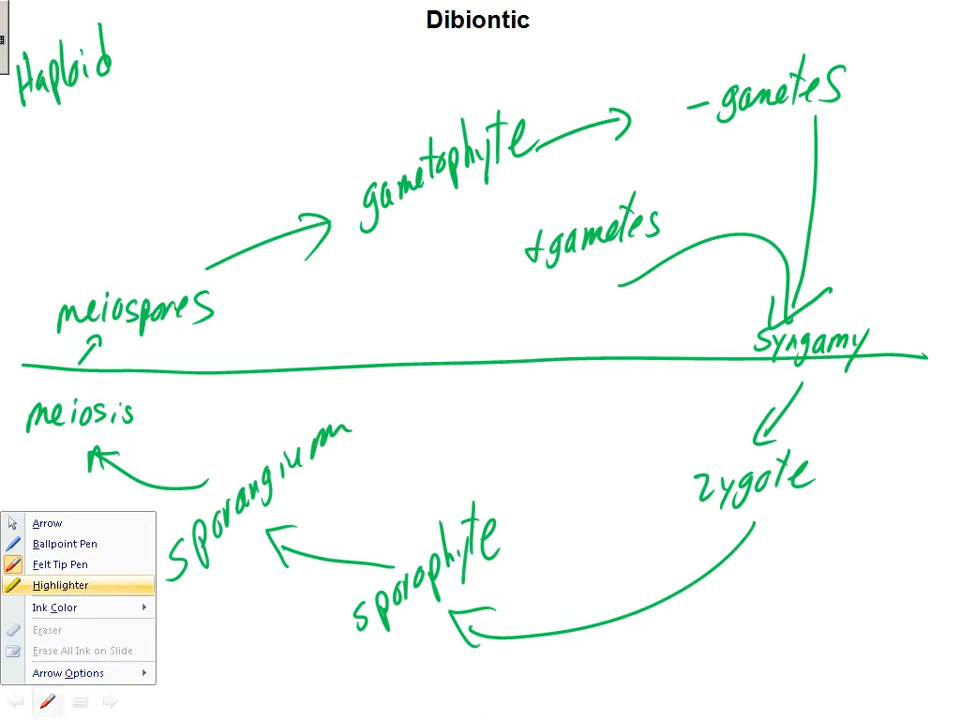 Dibiontic
Haploid
- gametes
gametophyte
+gametes
meiospores
syngamy
meiosis
sporangium
zygote
sporophyte
Arrow
Ballpoint Pen
Felt Tip Pen
Highlighter
Ink Color
Eraser
Erase All Ink on Slide
Arrow Options